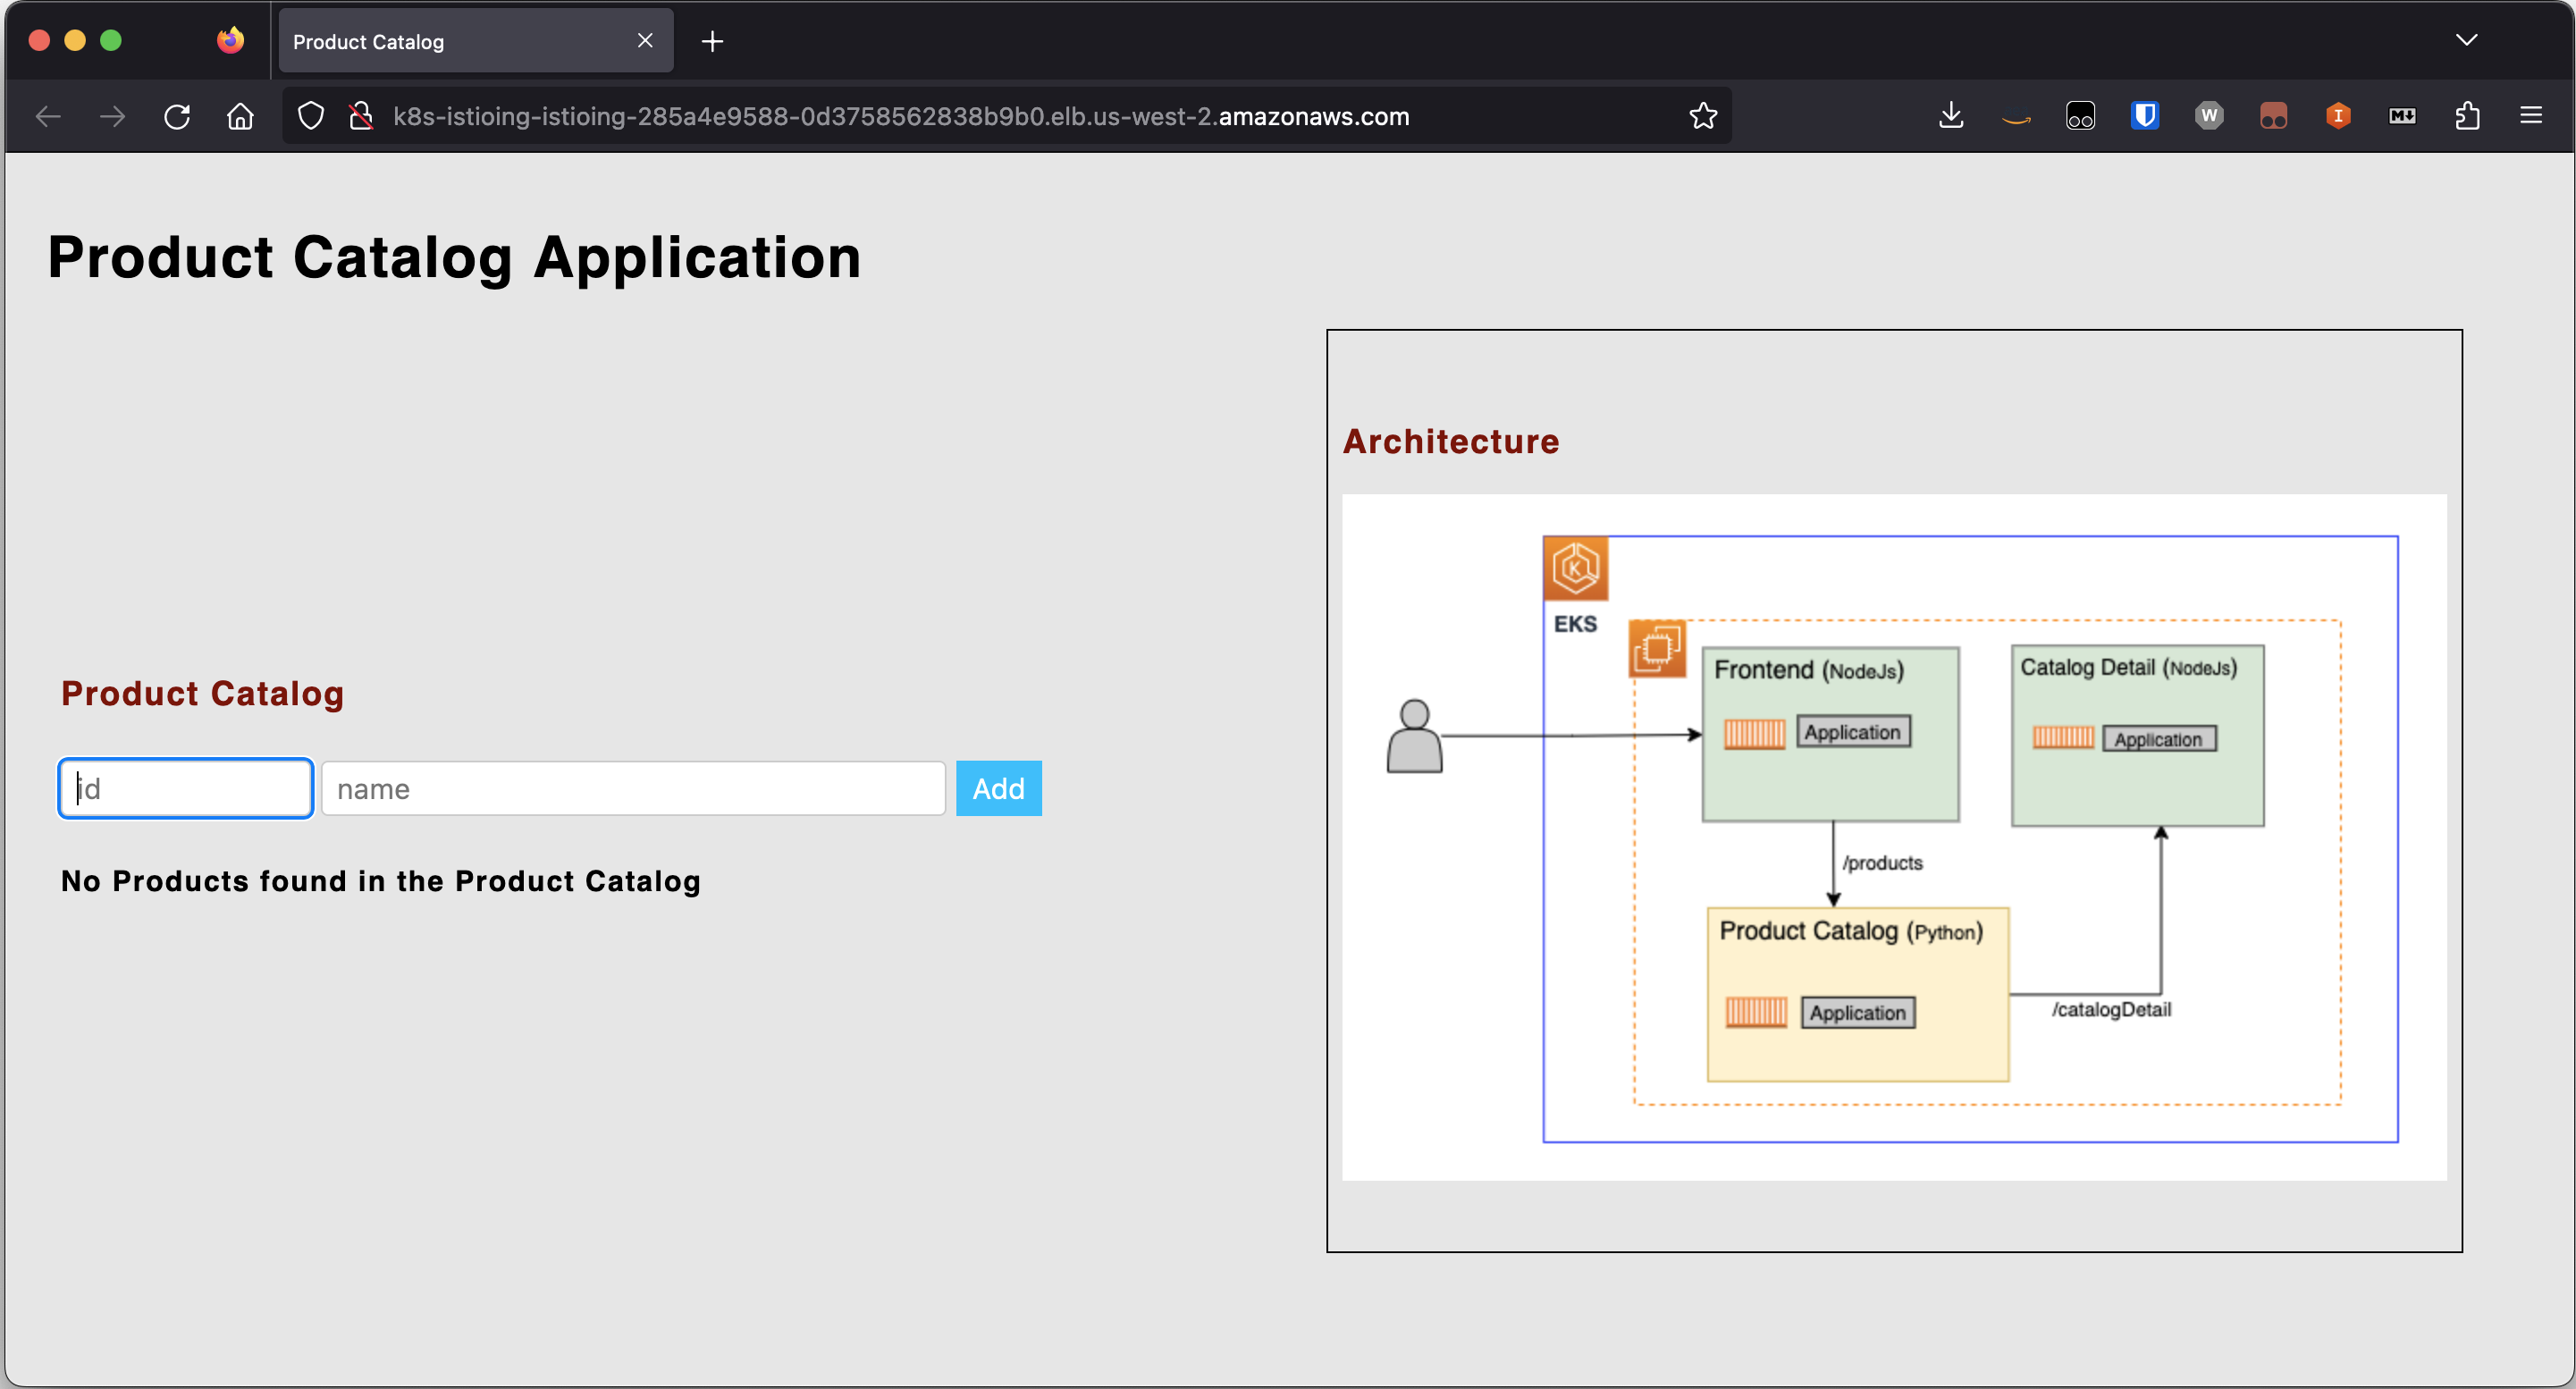 Product Catalog
k8s-istioing-istioing-285a4e9588-0d3758562838b9b0.elb.us-west-2.amazonaws.com
W
I
M
Product Catalog Application
Product Catalog
id
name
Add
No Products found in the Product Catalog
Architecture
K
EKS
Frontend (NodeJs)
Application
Catalog Detail (NodeJs)
Application
/products
Product Catalog (Python)
Application
/catalogDetail